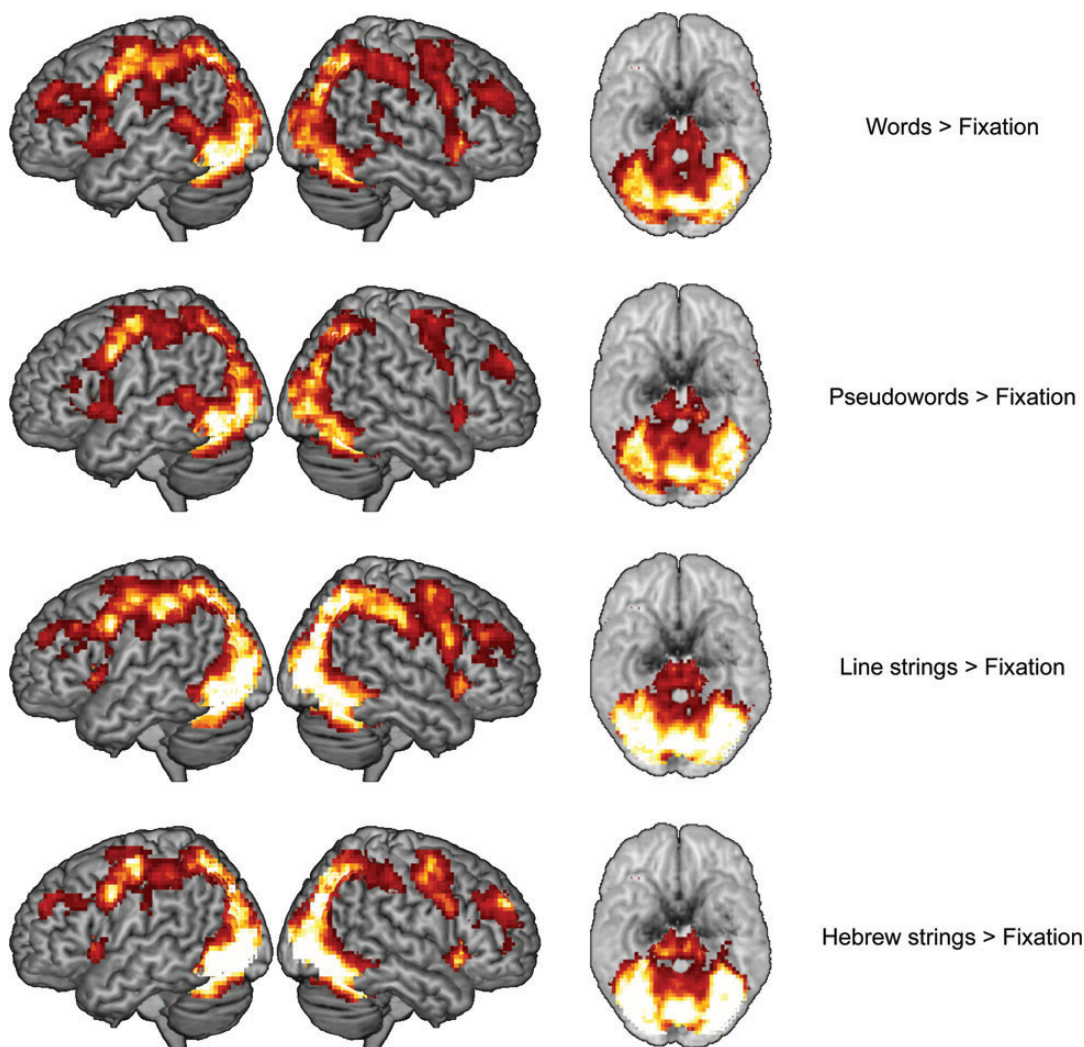 Words > Fixation
Pseudowords > Fixation
Line strings > Fixation
Hebrew strings > Fixation